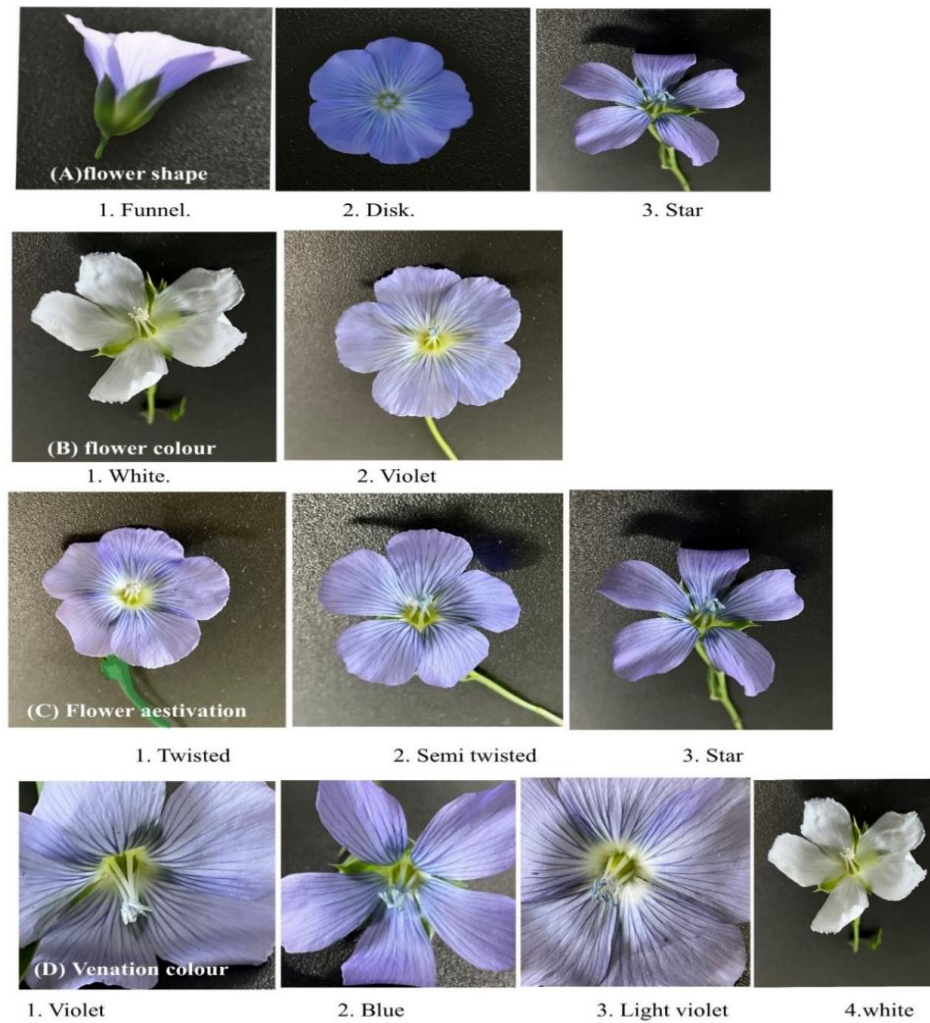 (A)flower shape
1. Funnel. 2. Disk. 3. Star
(B) flower colour
1. White. 2. Violet
(C) Flower aestivation
1. Twisted 2. Semi twisted 3. Star
(D) Venation colour
1. Violet 2. Blue 3. Light violet 4.white